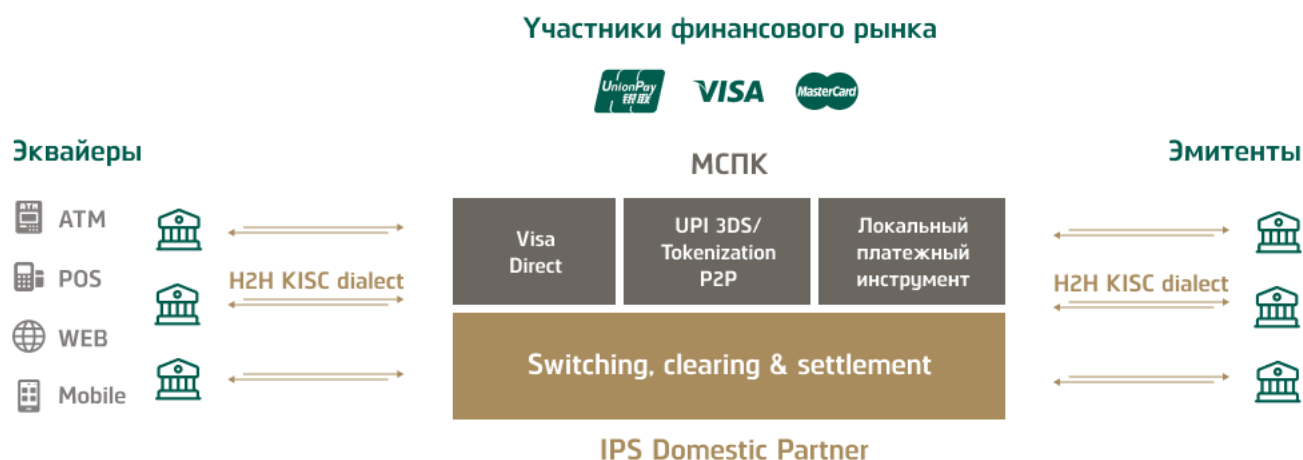 Участники финансового рынка
UnionPay
银联
VISA
MasterCard
Эквайеры
Эмитенты
МСПК
ATM
ATM
POS
WEB
Mobile
H2H KISC dialect
Visa
Direct
UPI 3DS/
Tokenization
P2P
Локальный
платежный
инструмент
H2H KISC dialect
Switching, clearing & settlement
IPS Domestic Partner